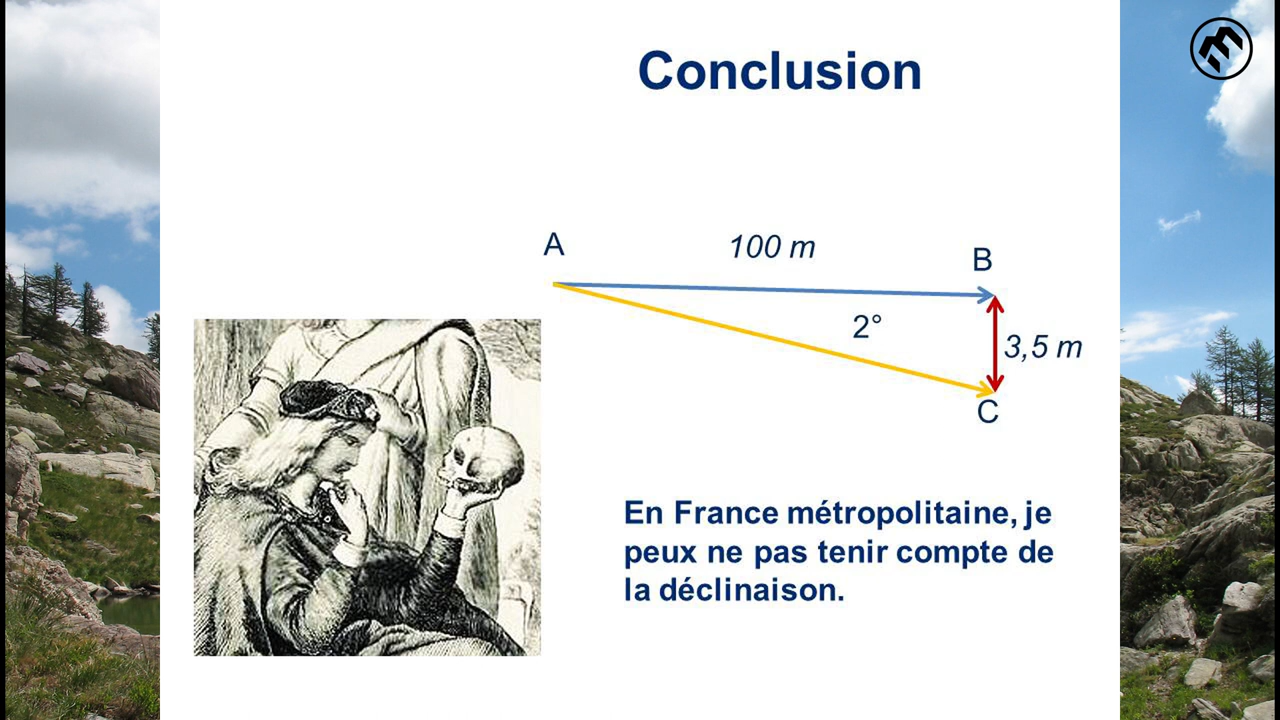 Conclusion
A
100 m
B
2°
3,5 m
C
En France métropolitaine, je
peux ne pas tenir compte de
la déclinaison.